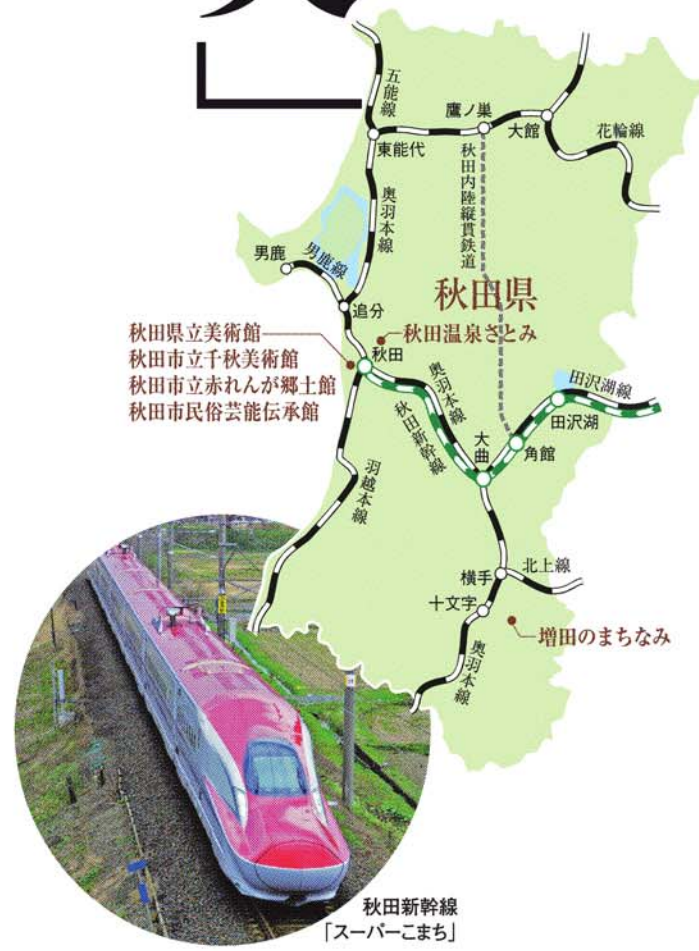 五能線
鷹ノ巣
大館
花輪線
東能代
秋田内陸縦貫鉄道
奥羽本線
男鹿
男鹿線
追分
秋田県
秋田県立美術館
秋田市立千秋美術館
秋田市立赤れんが郷土館
秋田市民俗芸能伝承館
秋田温泉さとみ
秋田
奥羽本線
秋田新幹線
田沢湖線
田沢湖
角館
大曲
羽越本線
横手
北上線
十文字
増田のまちなみ
奥羽本線
秋田新幹線
「スーパーこまち」